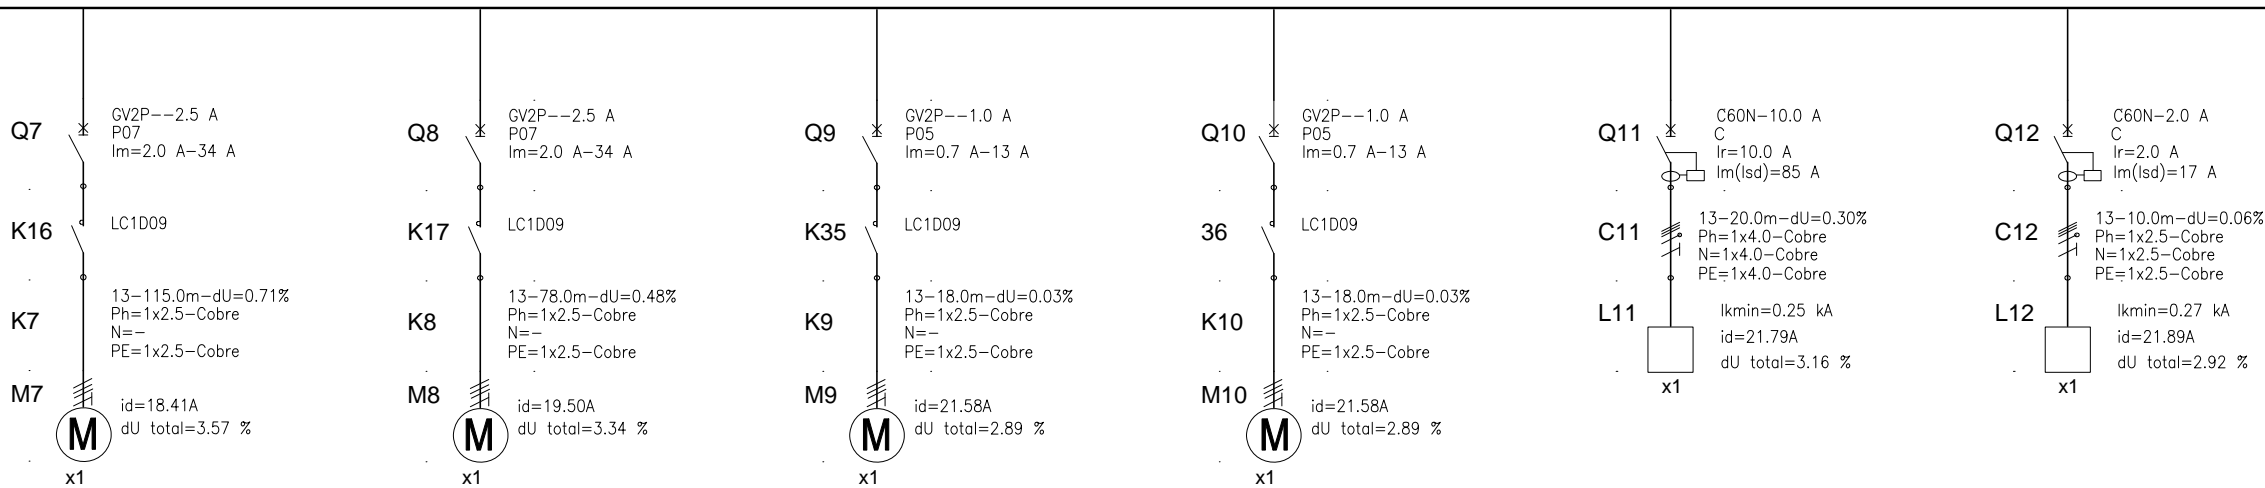 Q7
GV2P--2.5 A
P07
Im=2.0 A-34 A
K16
LC1D09
K7
13-115.0m-dU=0.71%
Ph=1x2.5-Cobre
N=-
PE=1x2.5-Cobre
M7
id=18.41A
dU total=3.57 %
M
x1
Q8
GV2P--2.5 A
P07
Im=2.0 A-34 A
K17
LC1D09
K8
13-78.0m-dU=0.48%
Ph=1x2.5-Cobre
N=-
PE=1x2.5-Cobre
M8
id=19.50A
dU total=3.34 %
M
x1
Q9
GV2P--1.0 A
P05
Im=0.7 A-13 A
K35
LC1D09
K9
13-18.0m-dU=0.03%
Ph=1x2.5-Cobre
N=-
PE=1x2.5-Cobre
M9
id=21.58A
dU total=2.89 %
M
x1
Q10
GV2P--1.0 A
P05
Im=0.7 A-13 A
36
LC1D09
K10
13-18.0m-dU=0.03%
Ph=1x2.5-Cobre
N=-
PE=1x2.5-Cobre
M10
id=21.58A
dU total=2.89 %
M
x1
Q11
C60N-10.0 A
C
Ir=10.0 A
Im(Isd)=85 A
C11
13-20.0m-dU=0.30%
Ph=1x4.0-Cobre
N=1x4.0-Cobre
PE=1x4.0-Cobre
L11
Ikmin=0.25 kA
id=21.79A
dU total=3.16 %
x1
Q12
C60N-2.0 A
C
Ir=2.0 A
Im(Isd)=17 A
C12
13-10.0m-dU=0.06%
Ph=1x2.5-Cobre
N=1x2.5-Cobre
PE=1x2.5-Cobre
L12
Ikmin=0.27 kA
id=21.89A
dU total=2.92 %
x1